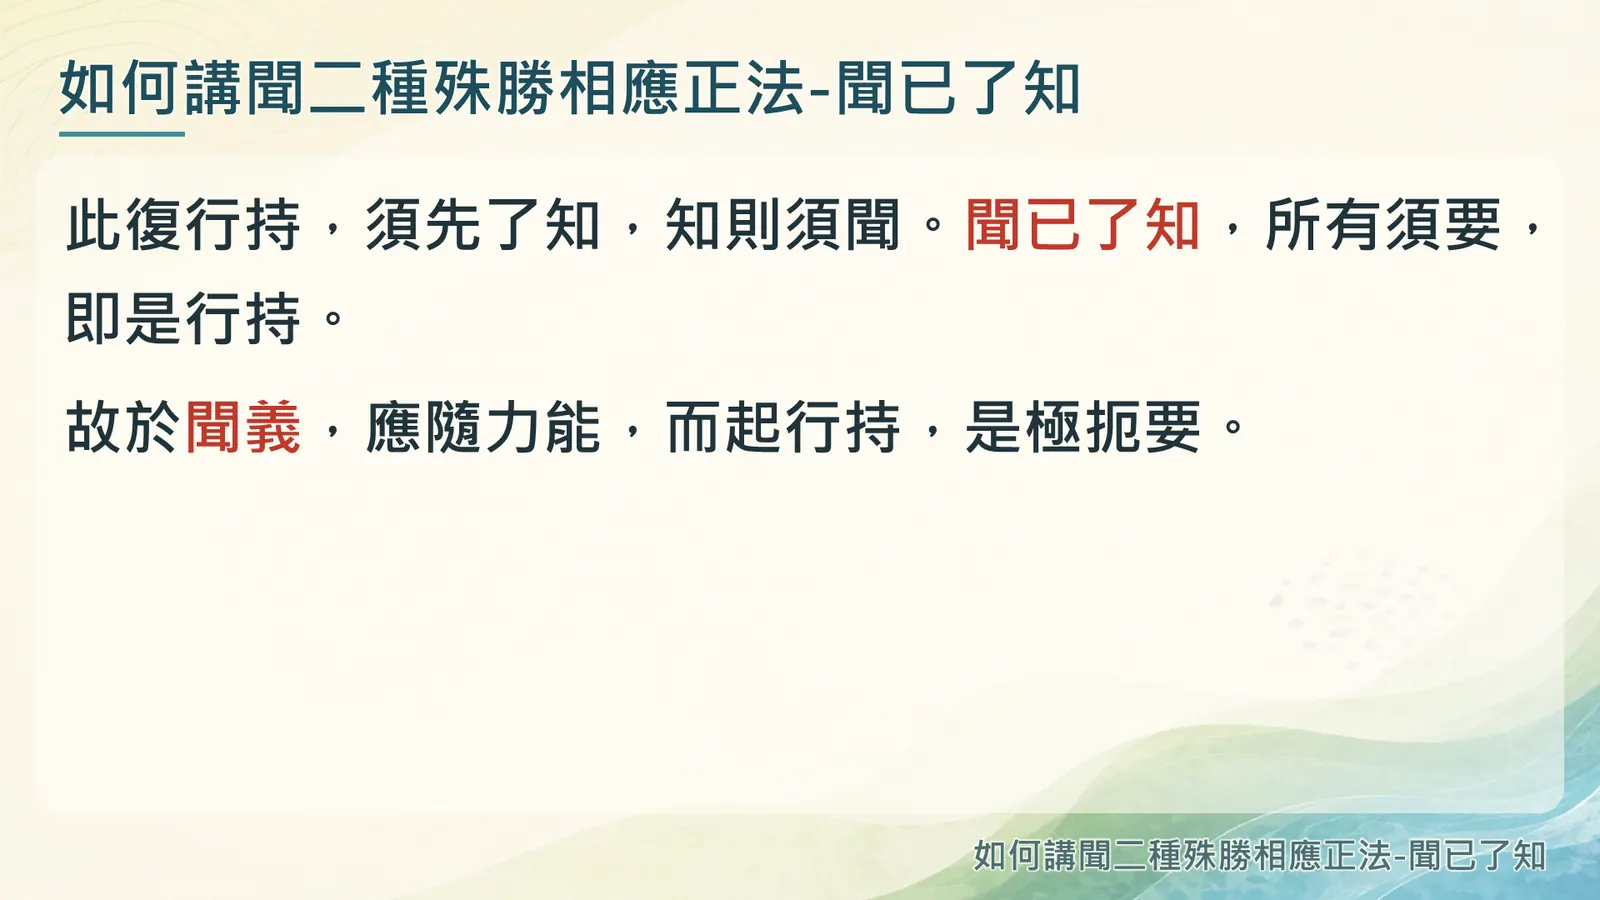 如何講聞二種殊勝相應正法-聞已了知
此復行持，須先了知，知則須聞。聞已了知，所有須要，
即是行持。
故於聞義，應隨力能，而起行持，是極扼要。
如何講聞二種殊勝相應正法-聞已了知